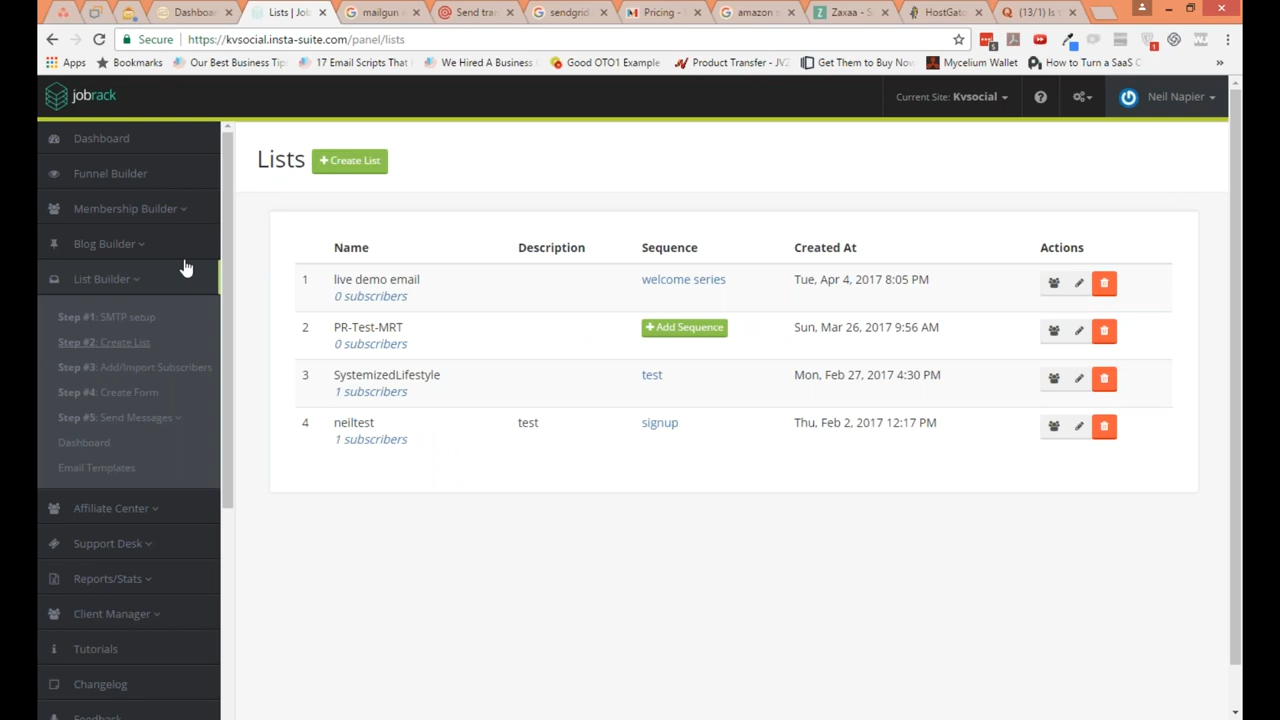 Dashboa
Lists | Job
mailgun
Send tran
sendgrid
Pricing -
amazon s
Zaxaa - S
HostGato
(13/1) Is t
Secure https://kvsocial.insta-suite.com/panel/lists
Apps
Bookmarks
Our Best Business Tip
17 Email Scripts That
We Hired A Business
Good OTO1 Example
Product Transfer - JVZ
Get Them to Buy Now
Mycelium Wallet
How to Turn a SaaS C
»
jobrack
Current Site: Kvsocial
Neil Napier
Dashboard
Funnel Builder
Membership Builder
Blog Builder
List Builder
Step #1: SMTP setup
Step #2: Create List
Step #3: Add/Import Subscribers
Step #4: Create Form
Step #5: Send Messages
Dashboard
Email Templates
Affiliate Center
Support Desk
Reports/Stats
Client Manager
Tutorials
Changelog
Feedback
Lists + Create List
Name Description Sequence Created At Actions
1 live demo email welcome series Tue, Apr 4, 2017 8:05 PM
0 subscribers
2 PR-Test-MRT + Add Sequence Sun, Mar 26, 2017 9:56 AM
0 subscribers
3 SystemizedLifestyle test Mon, Feb 27, 2017 4:30 PM
1 subscribers
4 neiltest test signup Thu, Feb 2, 2017 12:17 PM
1 subscribers